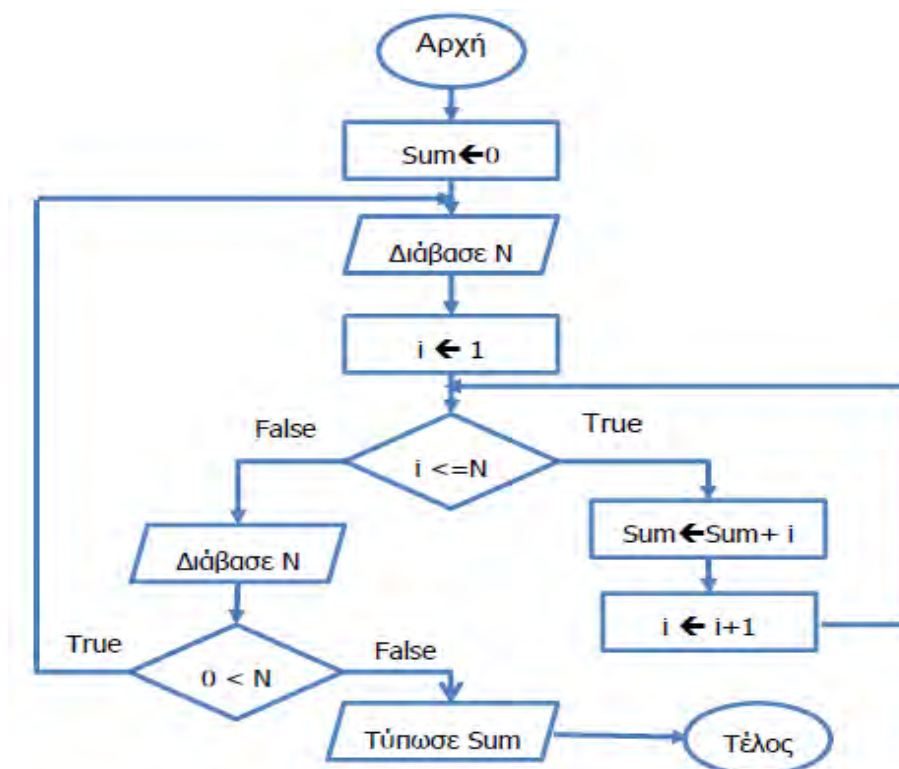 Αρχή
Sum🡸0
Διάβασε Ν
i 🡸 1
False
True
i <=N
Sum🡸Sum+ i
Διάβασε Ν
i 🡸 i+1
True
False
0 < N
Τύπωσε Sum
Τέλος